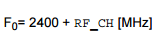 F₀= 2400 + RF_CH [MHz]